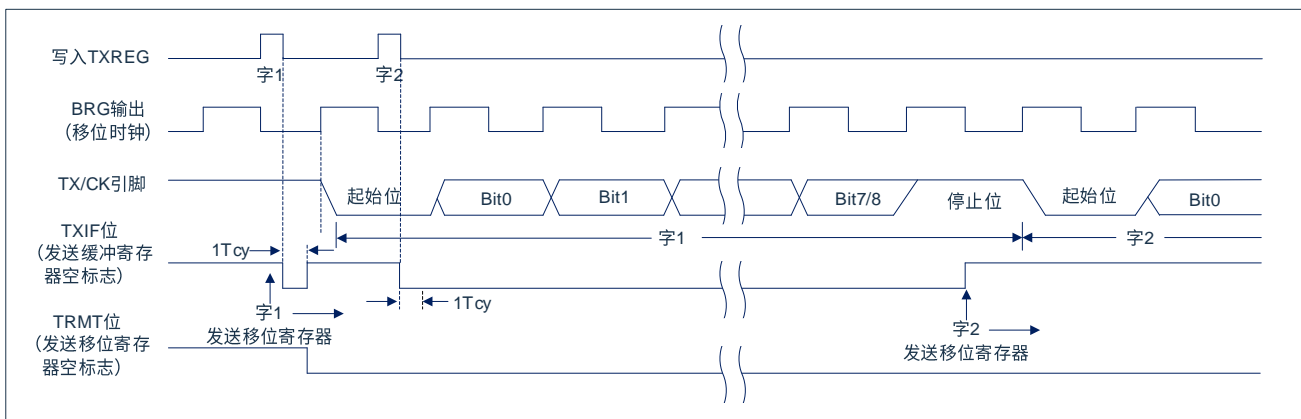 写入TXREG
字1
字2
BRG输出
（移位时钟）
TX/CK引脚
起始位
Bit0
Bit1
Bit7/8
停止位
起始位
Bit0
TXIF位
（发送缓冲寄存
器空标志）
1Tcy
字1
字2
1Tcy
字1
发送移位寄存器
字2
发送移位寄存器
TRMT位
（发送移位寄存
器空标志）